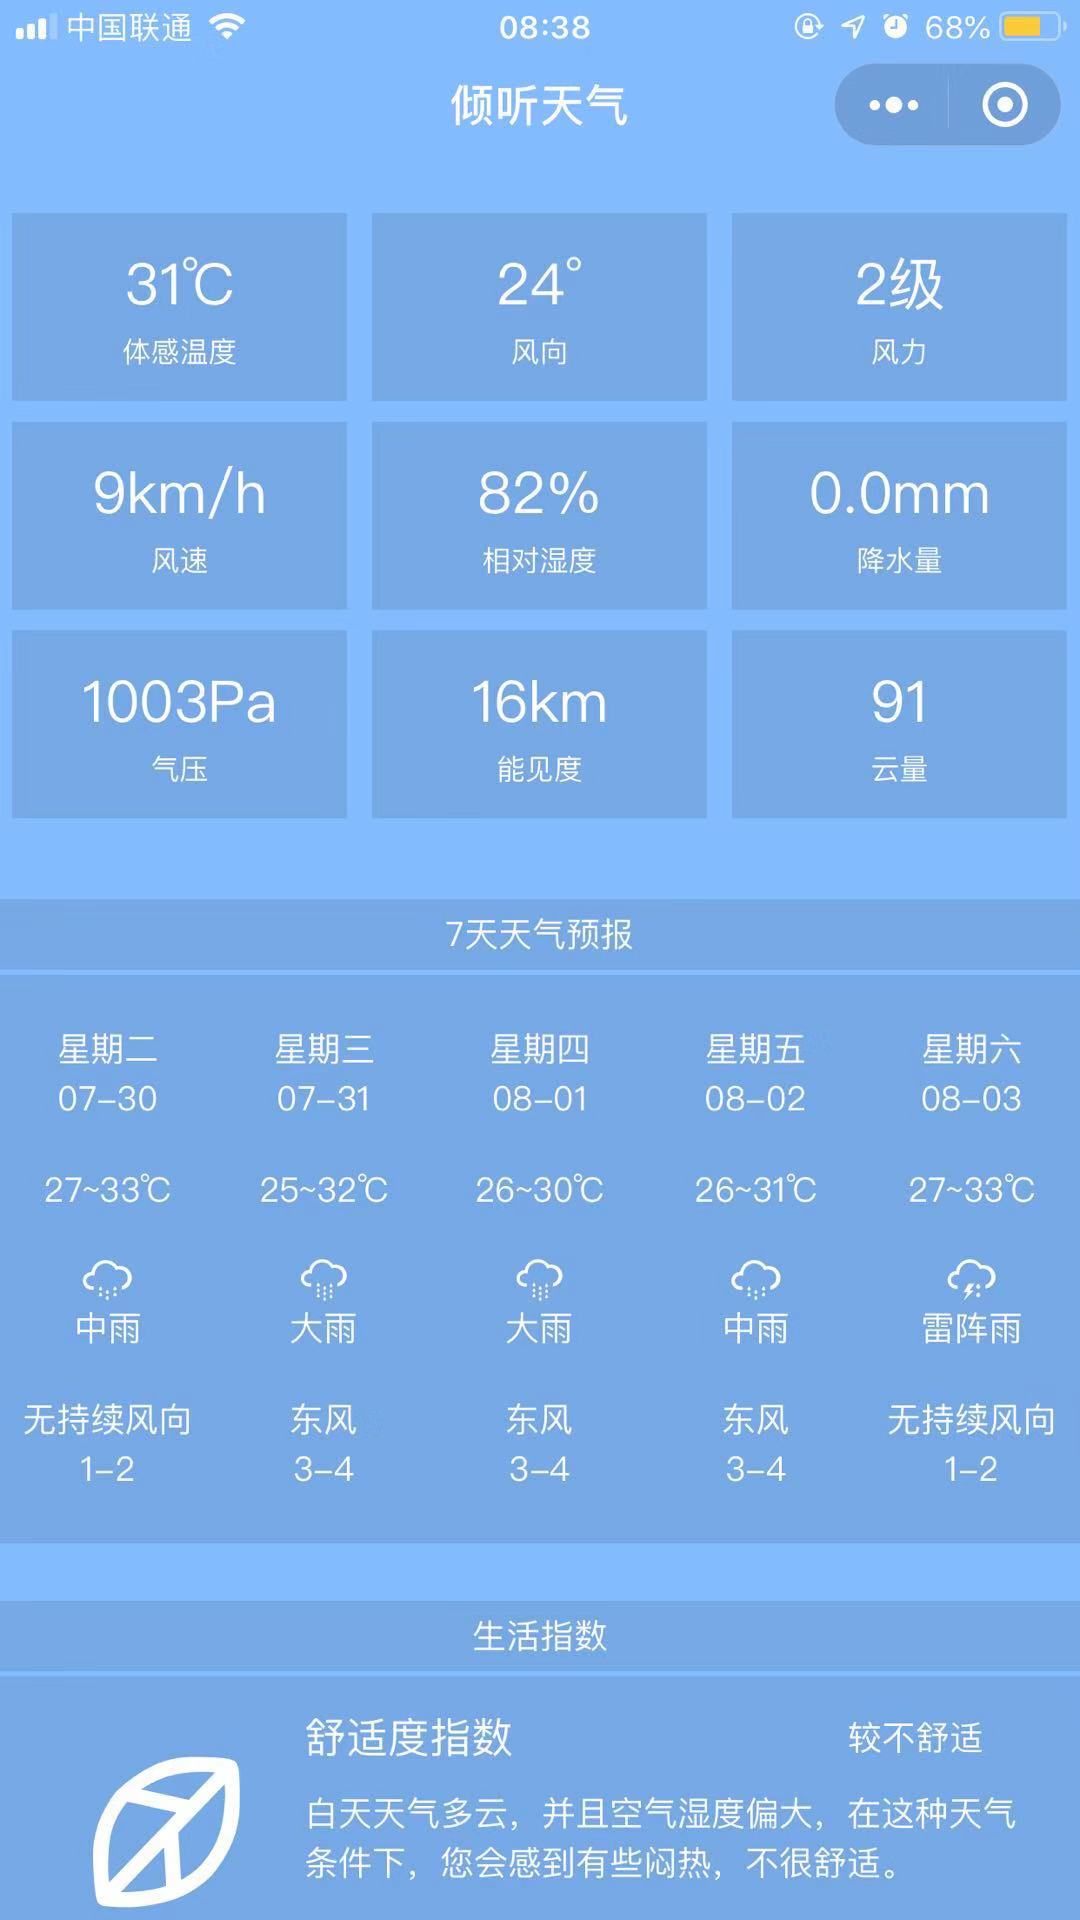 中国联通 08:38 68%
倾听天气
31℃ 24° 2级
体感温度 风向 风力
9km/h 82% 0.0mm
风速 相对湿度 降水量
1003Pa 16km 91
气压 能见度 云量
7天天气预报
星期二 星期三 星期四 星期五 星期六
07-30 07-31 08-01 08-02 08-03
27~33℃ 25~32℃ 26~30℃ 26~31℃ 27~33℃
中雨 大雨 大雨 中雨 雷阵雨
无持续风向 东风 东风 东风 无持续风向
1-2 3-4 3-4 3-4 1-2
生活指数
舒适度指数 较不舒适
白天天气多云，并且空气湿度偏大，在这种天气
条件下，您会感到有些闷热，不很舒适。